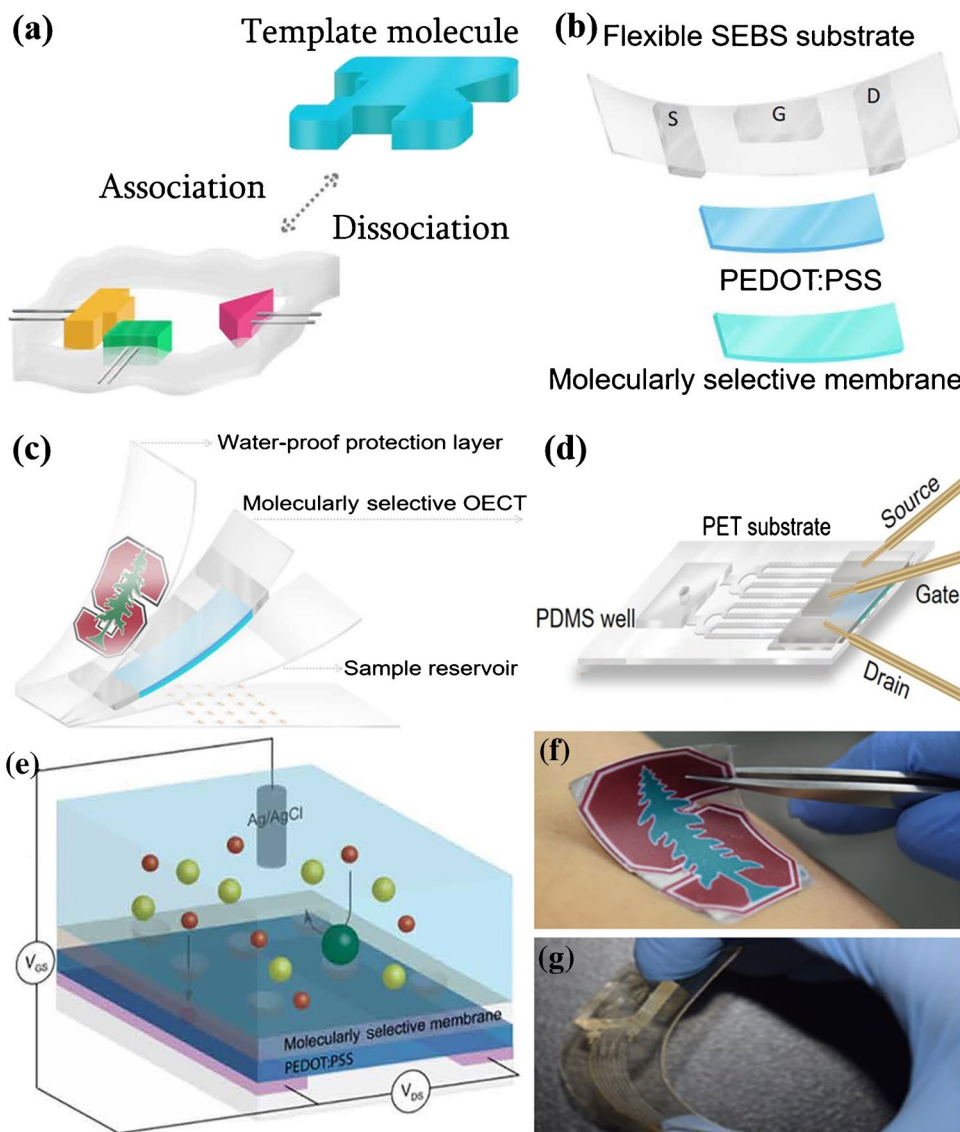 (a)
Template molecule
Association
Dissociation
(b)
Flexible SEBS substrate
S
G
D
PEDOT:PSS
Molecularly selective membrane
(c)
Water-proof protection layer
Molecularly selective OECT
Sample reservoir
(d)
PET substrate
Source
PDMS well
Gate
Drain
(e)
Ag/AgCl
VGS
Molecularly selective membrane
PEDOT:PSS
VDS
(f)
(g)